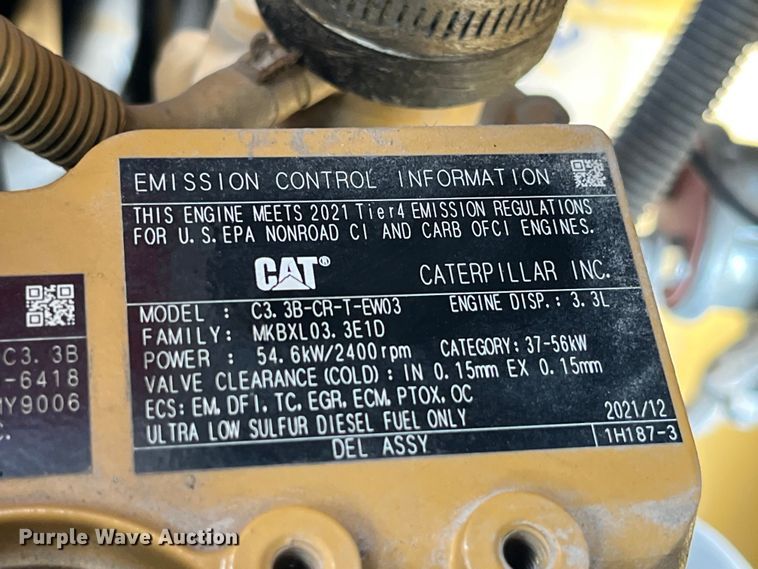 EMISSION CONTROL INFORMATION
THIS ENGINE MEETS 2021 Tier4 EMISSION REGULATIONS
FOR U.S.EPA NONROAD CI AND CARB OFCI ENGINES.
CAT® CATERPILLAR INC.
MODEL : C3.3B-CR-T-EW03 ENGINE DISP.: 3.3L
FAMILY: MKBXL03.3E1D
POWER : 54.6kW/2400rpm CATEGORY: 37-56kW
VALVE CLEARANCE (COLD) : IN 0.15mm EX 0.15mm
ECS: EM, DFI, TC, EGR, ECM, PTOX, OC
ULTRA LOW SULFUR DIESEL FUEL ONLY 2021/12
DEL ASSY 1H187-3
C3.3B
-6418
MY9006
C.
Purple Wave Auction